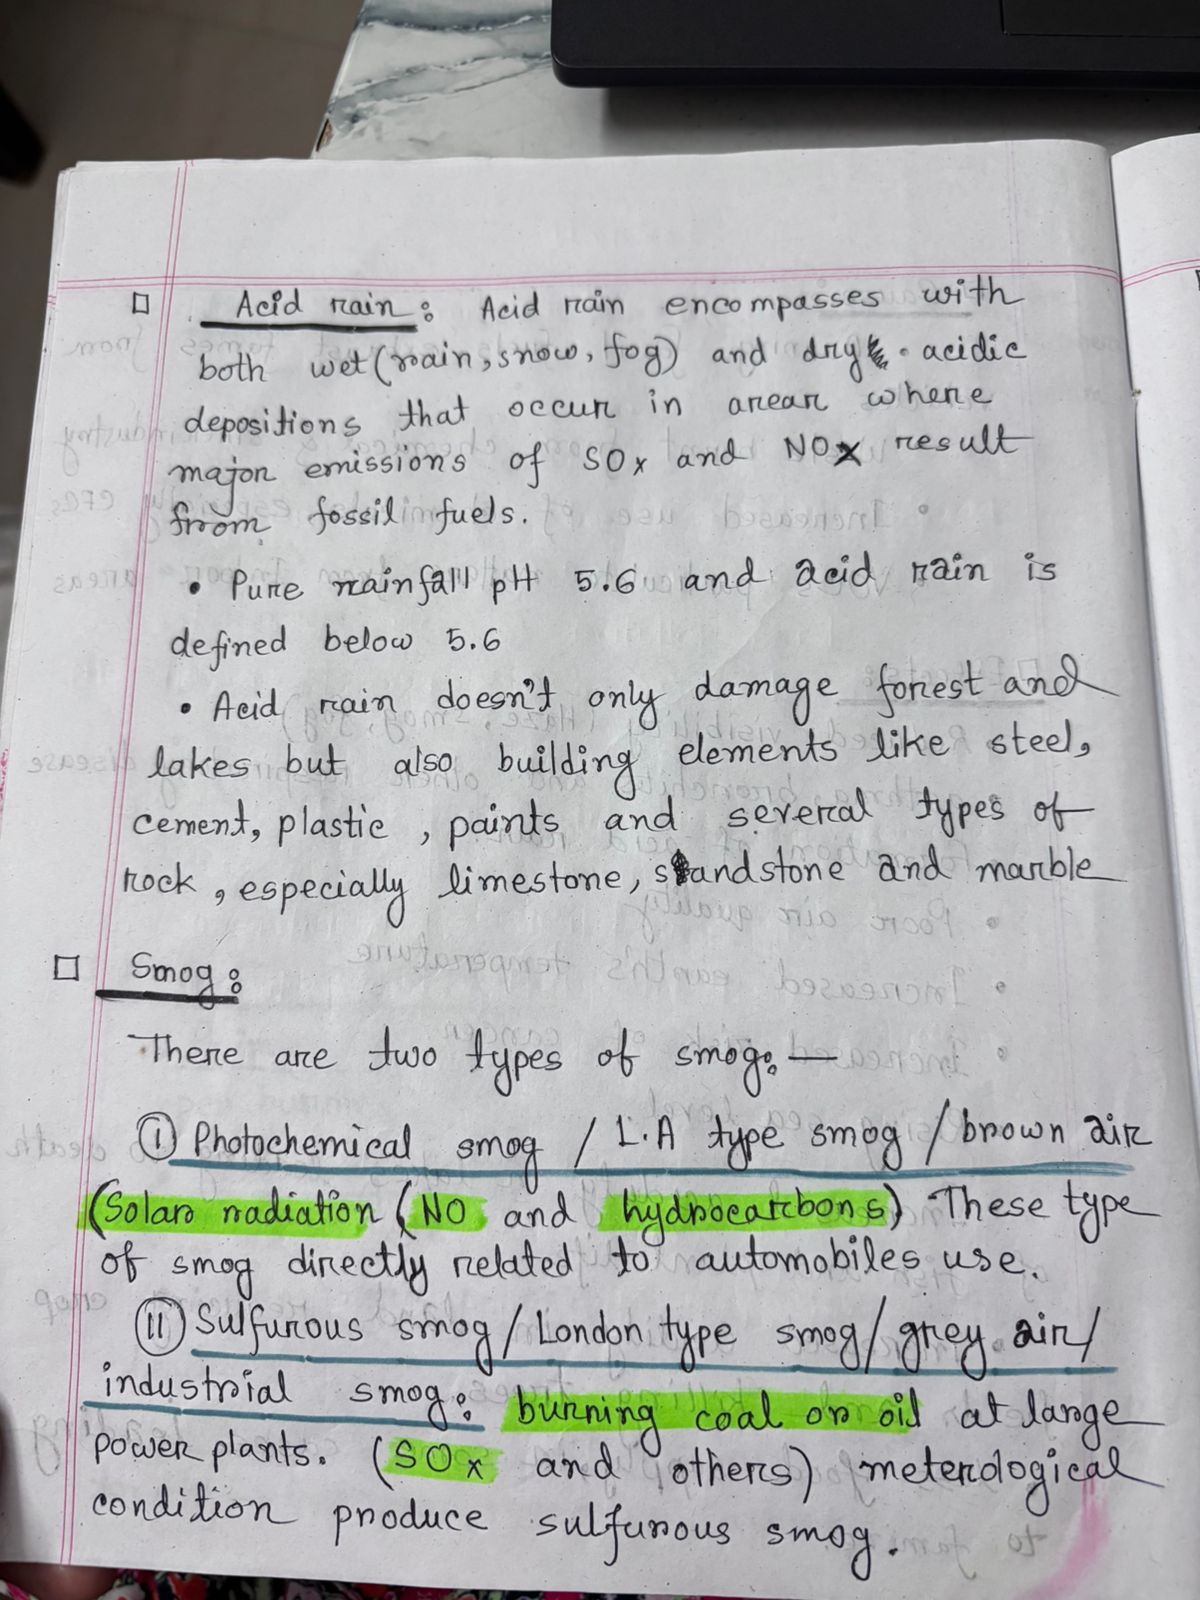 □ Acid rain: Acid rain encompasses with
both wet (rain, snow, fog) and dry acidic
depositions that occur in arear where
major emissions of SOx and NOx result
from fossil fuels.
• Pure rainfall pH 5.6 and acid rain is
defined below 5.6
• Acid rain doesn't only damage forest and
lakes but also building elements like steel,
cement, plastic, paints and several types of
rock, especially limestone, sandstone and marble
□ Smog:
There are two types of smog:—
(I) Photochemical smog / L.A type smog / brown air
(Solar radiation (NO and hydrocarbons) These type
of smog directly related to automobiles use.
(II) Sulfurous smog/London type smog/grey air/
industrial smog: burning coal or oil at large
power plants. (SOx and others) meterological
condition produce sulfurous smog.